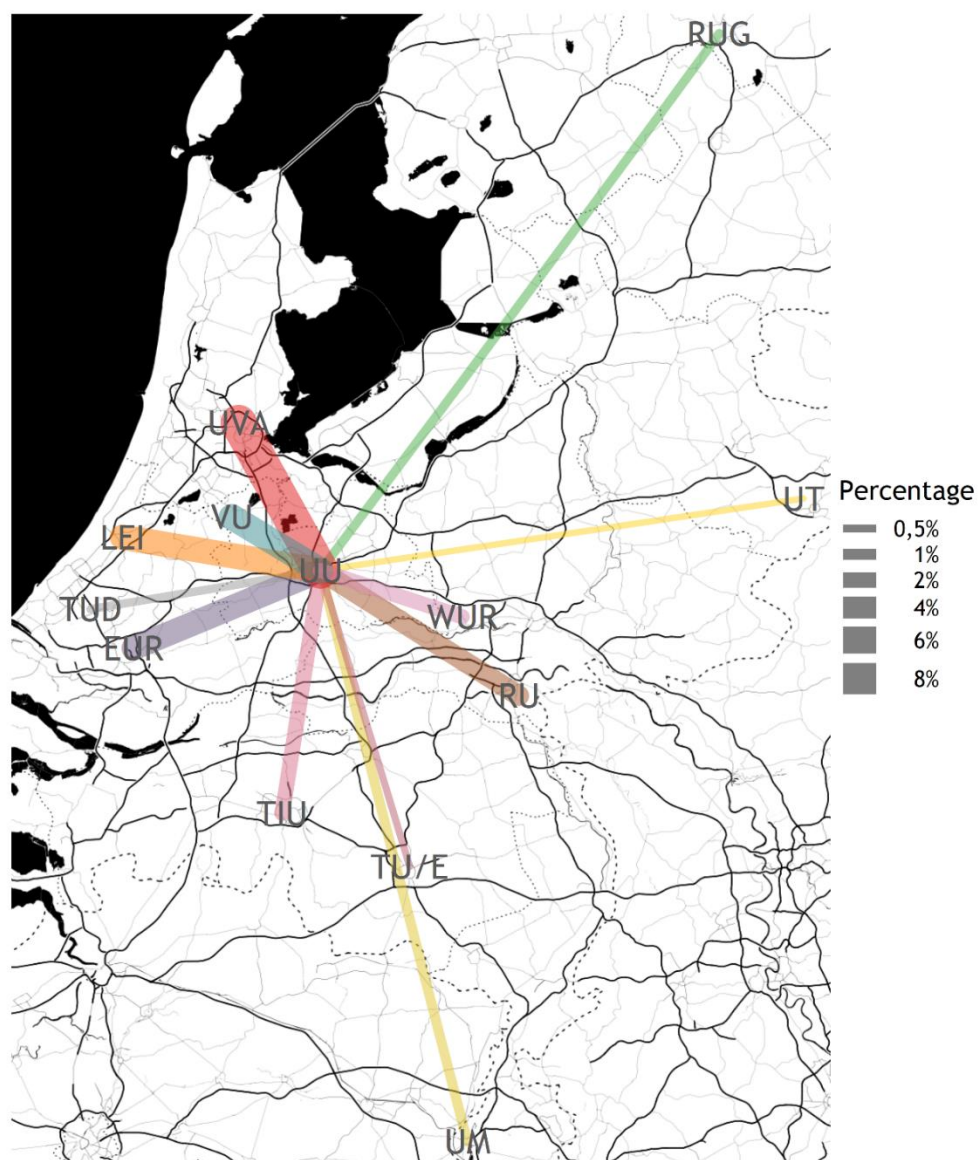 RUG
UVA
VU
UT
LEI
UU
TUD
WUR
EUR
RU
TIU
TU/E
UM
Percentage
0,5%
1%
2%
4%
6%
8%